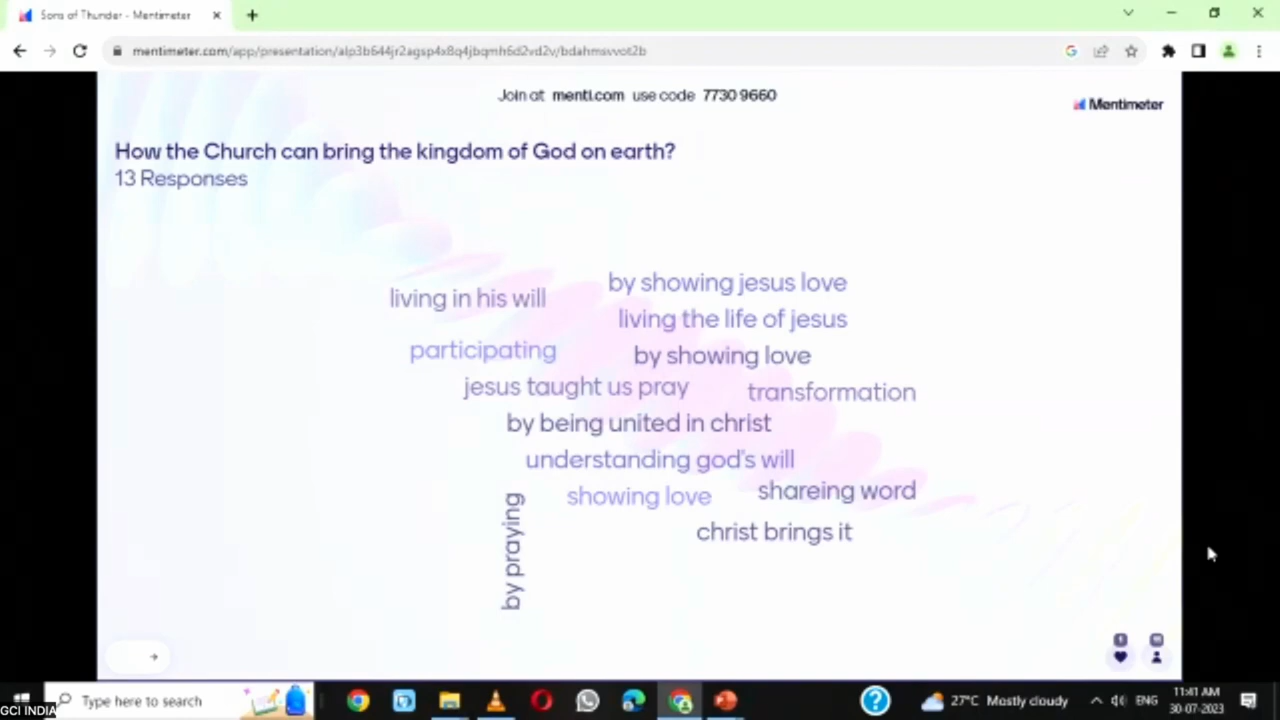 Sons of Thunder - Mentimeter
Join at menti.com use code 7730 9660
Mentimeter
How the Church can bring the kingdom of God on earth?
13 Responses
by showing jesus love
living in his will
living the life of jesus
participating
by showing love
jesus taught us pray
transformation
by being united in christ
understanding god's will
showing love
shareing word
by praying
christ brings it
Type here to search
27°C Mostly cloudy
ENG
11:41 AM
30-07-2023
GCI INDIA